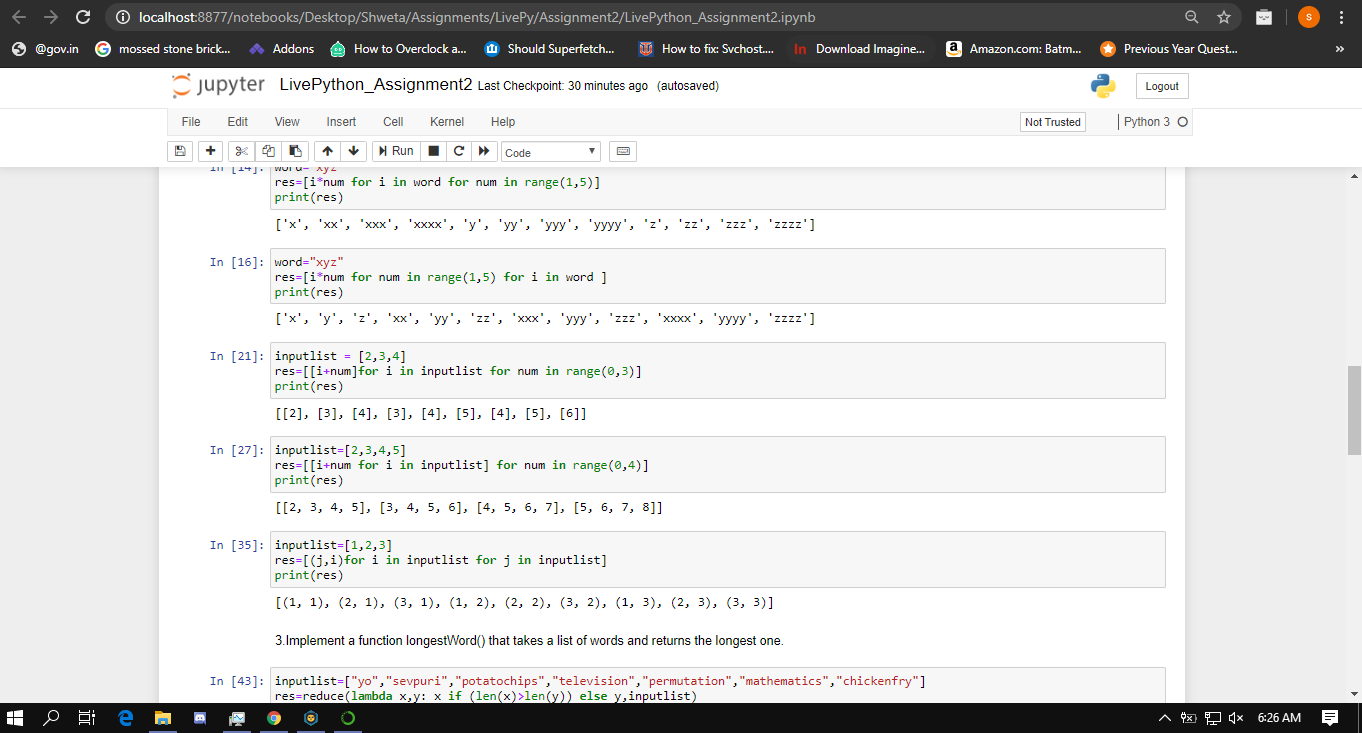 localhost:8877/notebooks/Desktop/Shweta/Assignments/LivePy/Assignment2/LivePython_Assignment2.ipynb
S
@gov.in
mossed stone brick...
Addons
How to Overclock a...
Should Superfetch...
How to fix: Svchost....
In
Download Imagine...
a
Amazon.com: Batm...
Previous Year Quest...
»
jupyter
LivePython_Assignment2 Last Checkpoint: 30 minutes ago (autosaved)
Logout
File Edit View Insert Cell Kernel Help
Not Trusted
Python 3
Run
Code
In [14]: word="xyz"
res=[i*num for i in word for num in range(1,5)]
print(res)
['x', 'xx', 'xxx', 'xxxx', 'y', 'yy', 'yyy', 'yyyy', 'z', 'zz', 'zzz', 'zzzz']
In [16]: word="xyz"
res=[i*num for num in range(1,5) for i in word ]
print(res)
['x', 'y', 'z', 'xx', 'yy', 'zz', 'xxx', 'yyy', 'zzz', 'xxxx', 'yyyy', 'zzzz']
In [21]: inputlist = [2,3,4]
res=[[i+num]for i in inputlist for num in range(0,3)]
print(res)
[[2], [3], [4], [3], [4], [5], [4], [5], [6]]
In [27]: inputlist=[2,3,4,5]
res=[[i+num for i in inputlist] for num in range(0,4)]
print(res)
[[2, 3, 4, 5], [3, 4, 5, 6], [4, 5, 6, 7], [5, 6, 7, 8]]
In [35]: inputlist=[1,2,3]
res=[(j,i)for i in inputlist for j in inputlist]
print(res)
[(1, 1), (2, 1), (3, 1), (1, 2), (2, 2), (3, 2), (1, 3), (2, 3), (3, 3)]
3.Implement a function longestWord() that takes a list of words and returns the longest one.
In [43]: inputlist=["yo","sevpuri","potatochips","television","permutation","mathematics","chickenfry"]
res=reduce(lambda x,y: x if (len(x)>len(y)) else y,inputlist)
6:26 AM